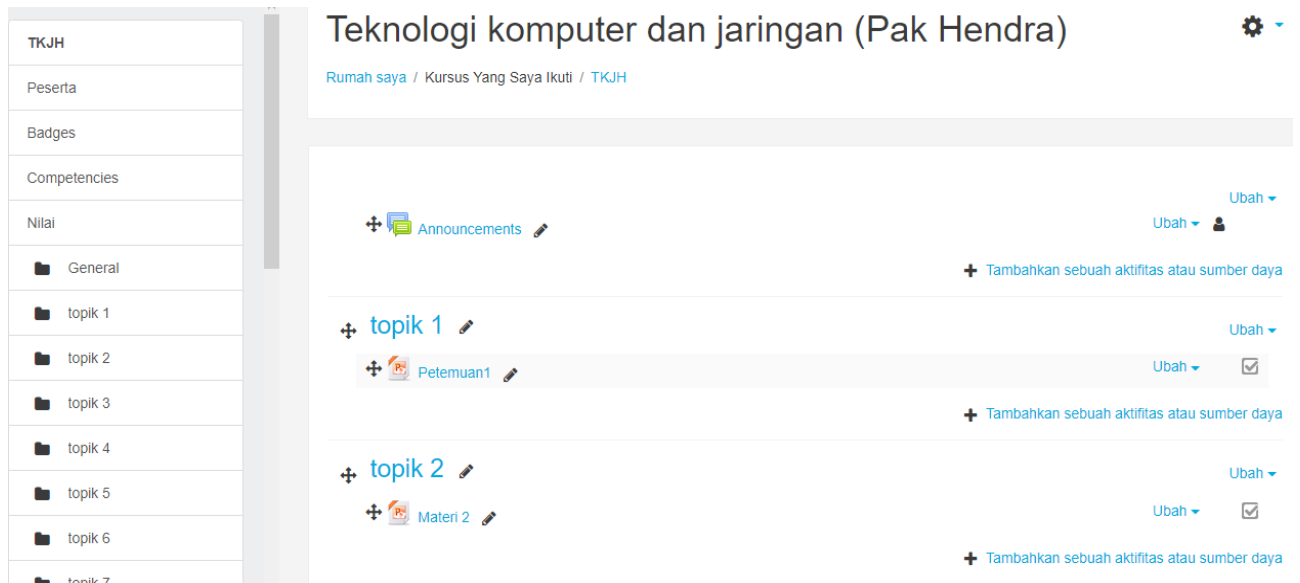 TKJH
Peserta
Badges
Competencies
Nilai
General
topik 1
topik 2
topik 3
topik 4
topik 5
topik 6
topik 7
Teknologi komputer dan jaringan (Pak Hendra)
Rumah saya / Kursus Yang Saya Ikuti / TKJH
Ubah
Announcements Ubah
Tambahkan sebuah aktifitas atau sumber daya
topik 1 Ubah
Petemuan1 Ubah
Tambahkan sebuah aktifitas atau sumber daya
topik 2 Ubah
Materi 2 Ubah
Tambahkan sebuah aktifitas atau sumber daya